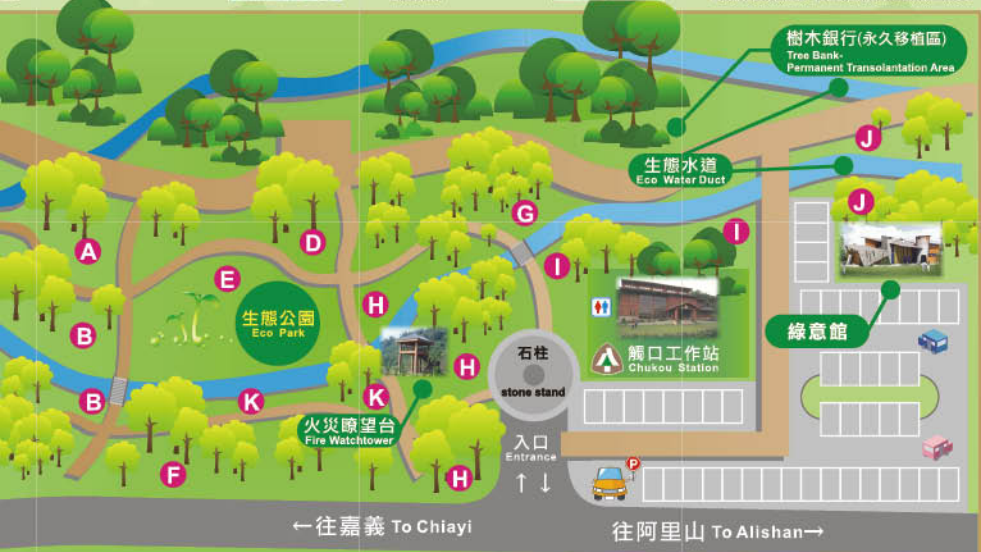 樹木銀行(永久移植區)
Tree Bank-
Permanent Transolantation Area
J
生態水道
Eco Water Duct
J
A
D
G
I
I
E
H
生態公園
Eco Park
B
H
石柱
stone stand
觸口工作站
Chukou Station
綠意館
B
K
K
火災瞭望台
Fire Watchtower
入口
Entrance
↑↓
F
H
P
←往嘉義 To Chiayi
往阿里山 To Alishan→